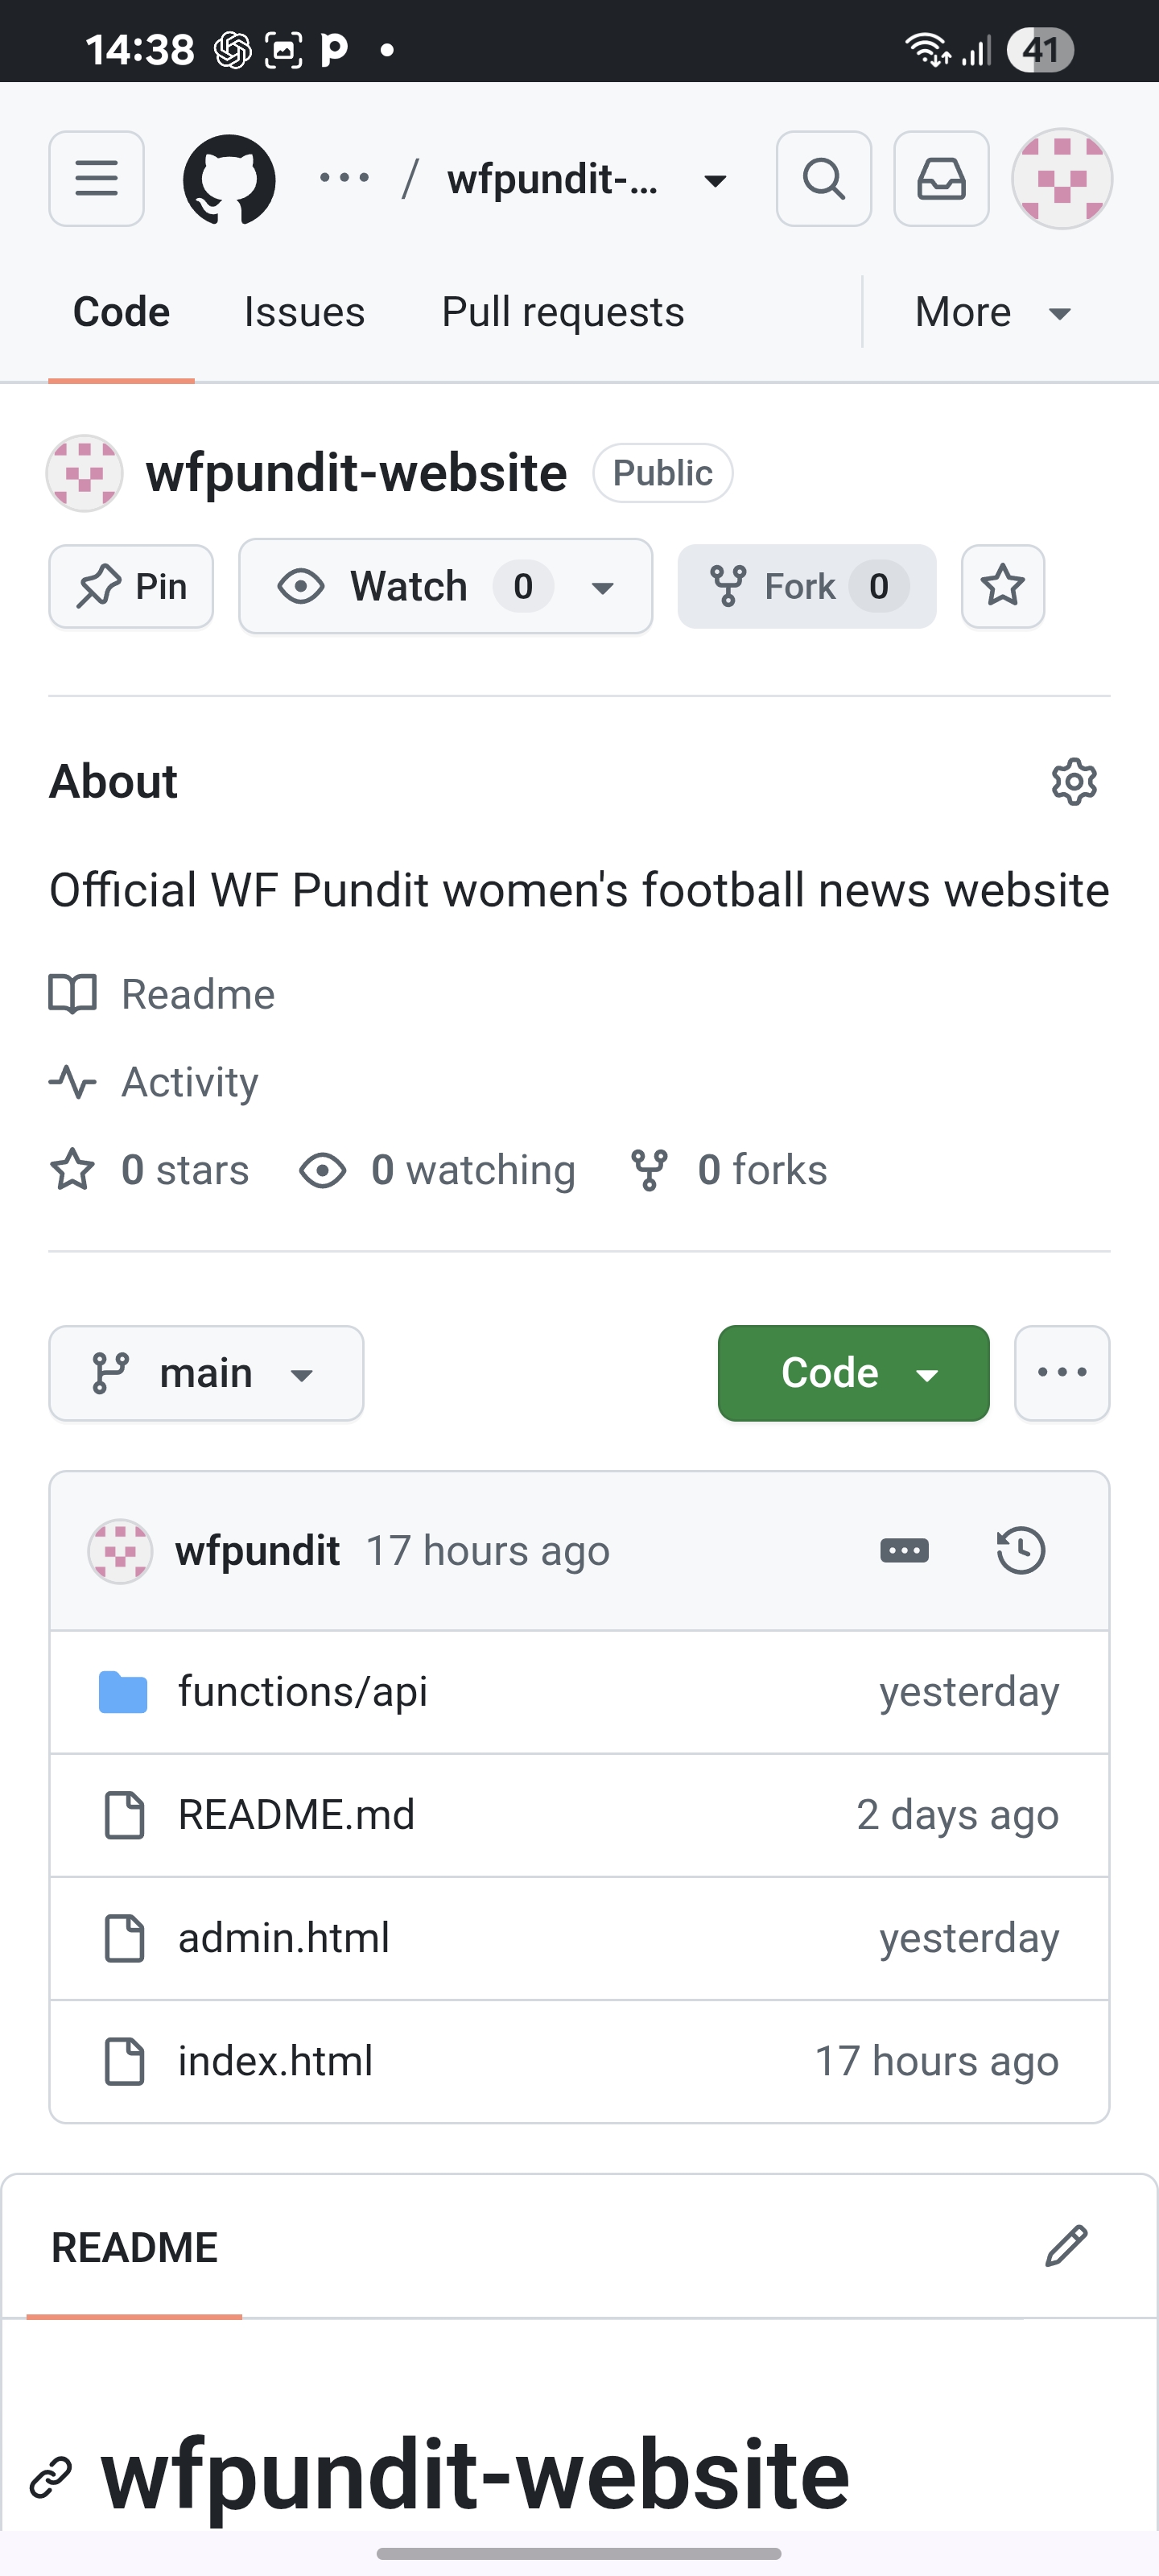 14:38 41
... / wfpundit-...
Code Issues Pull requests More
wfpundit-website Public
Pin Watch 0 Fork 0
About
Official WF Pundit women's football news website
Readme
Activity
0 stars 0 watching 0 forks
main Code
wfpundit 17 hours ago
functions/api yesterday
README.md 2 days ago
admin.html yesterday
index.html 17 hours ago
README
wfpundit-website